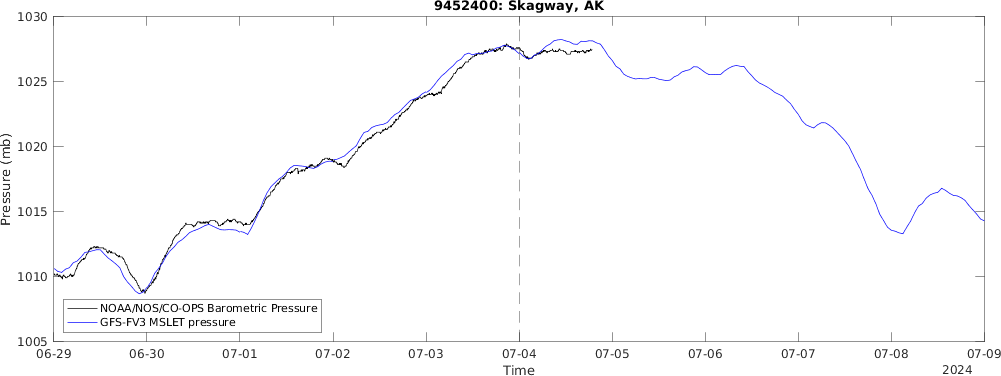 9452400: Skagway, AK
Pressure (mb)
1030
1025
1020
1015
1010
1005
NOAA/NOS/CO-OPS Barometric Pressure
GFS-FV3 MSLET pressure
06-29 06-30 07-01 07-02 07-03 07-04 07-05 07-06 07-07 07-08 07-09
Time
2024